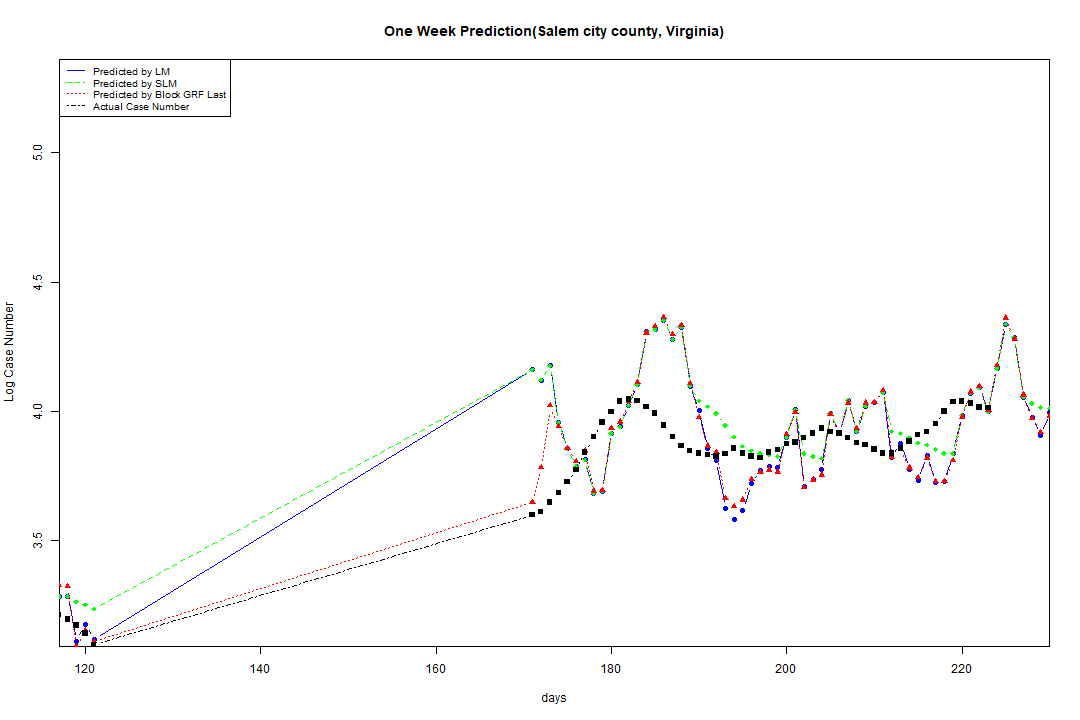 One Week Prediction(Salem city county, Virginia)
Predicted by LM
Predicted by SLM
Predicted by Block GRF Last
Actual Case Number
Log Case Number
5.0
4.5
4.0
3.5
120 140 160 180 200 220
days